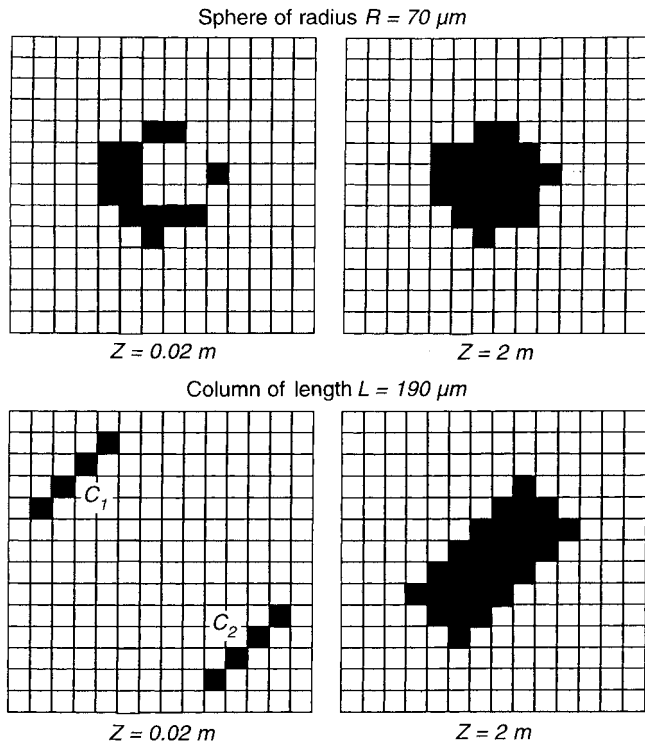 Sphere of radius R = 70 µm
Z = 0.02 m
Z = 2 m
Column of length L = 190 µm
C1
C2
Z = 0.02 m
Z = 2 m